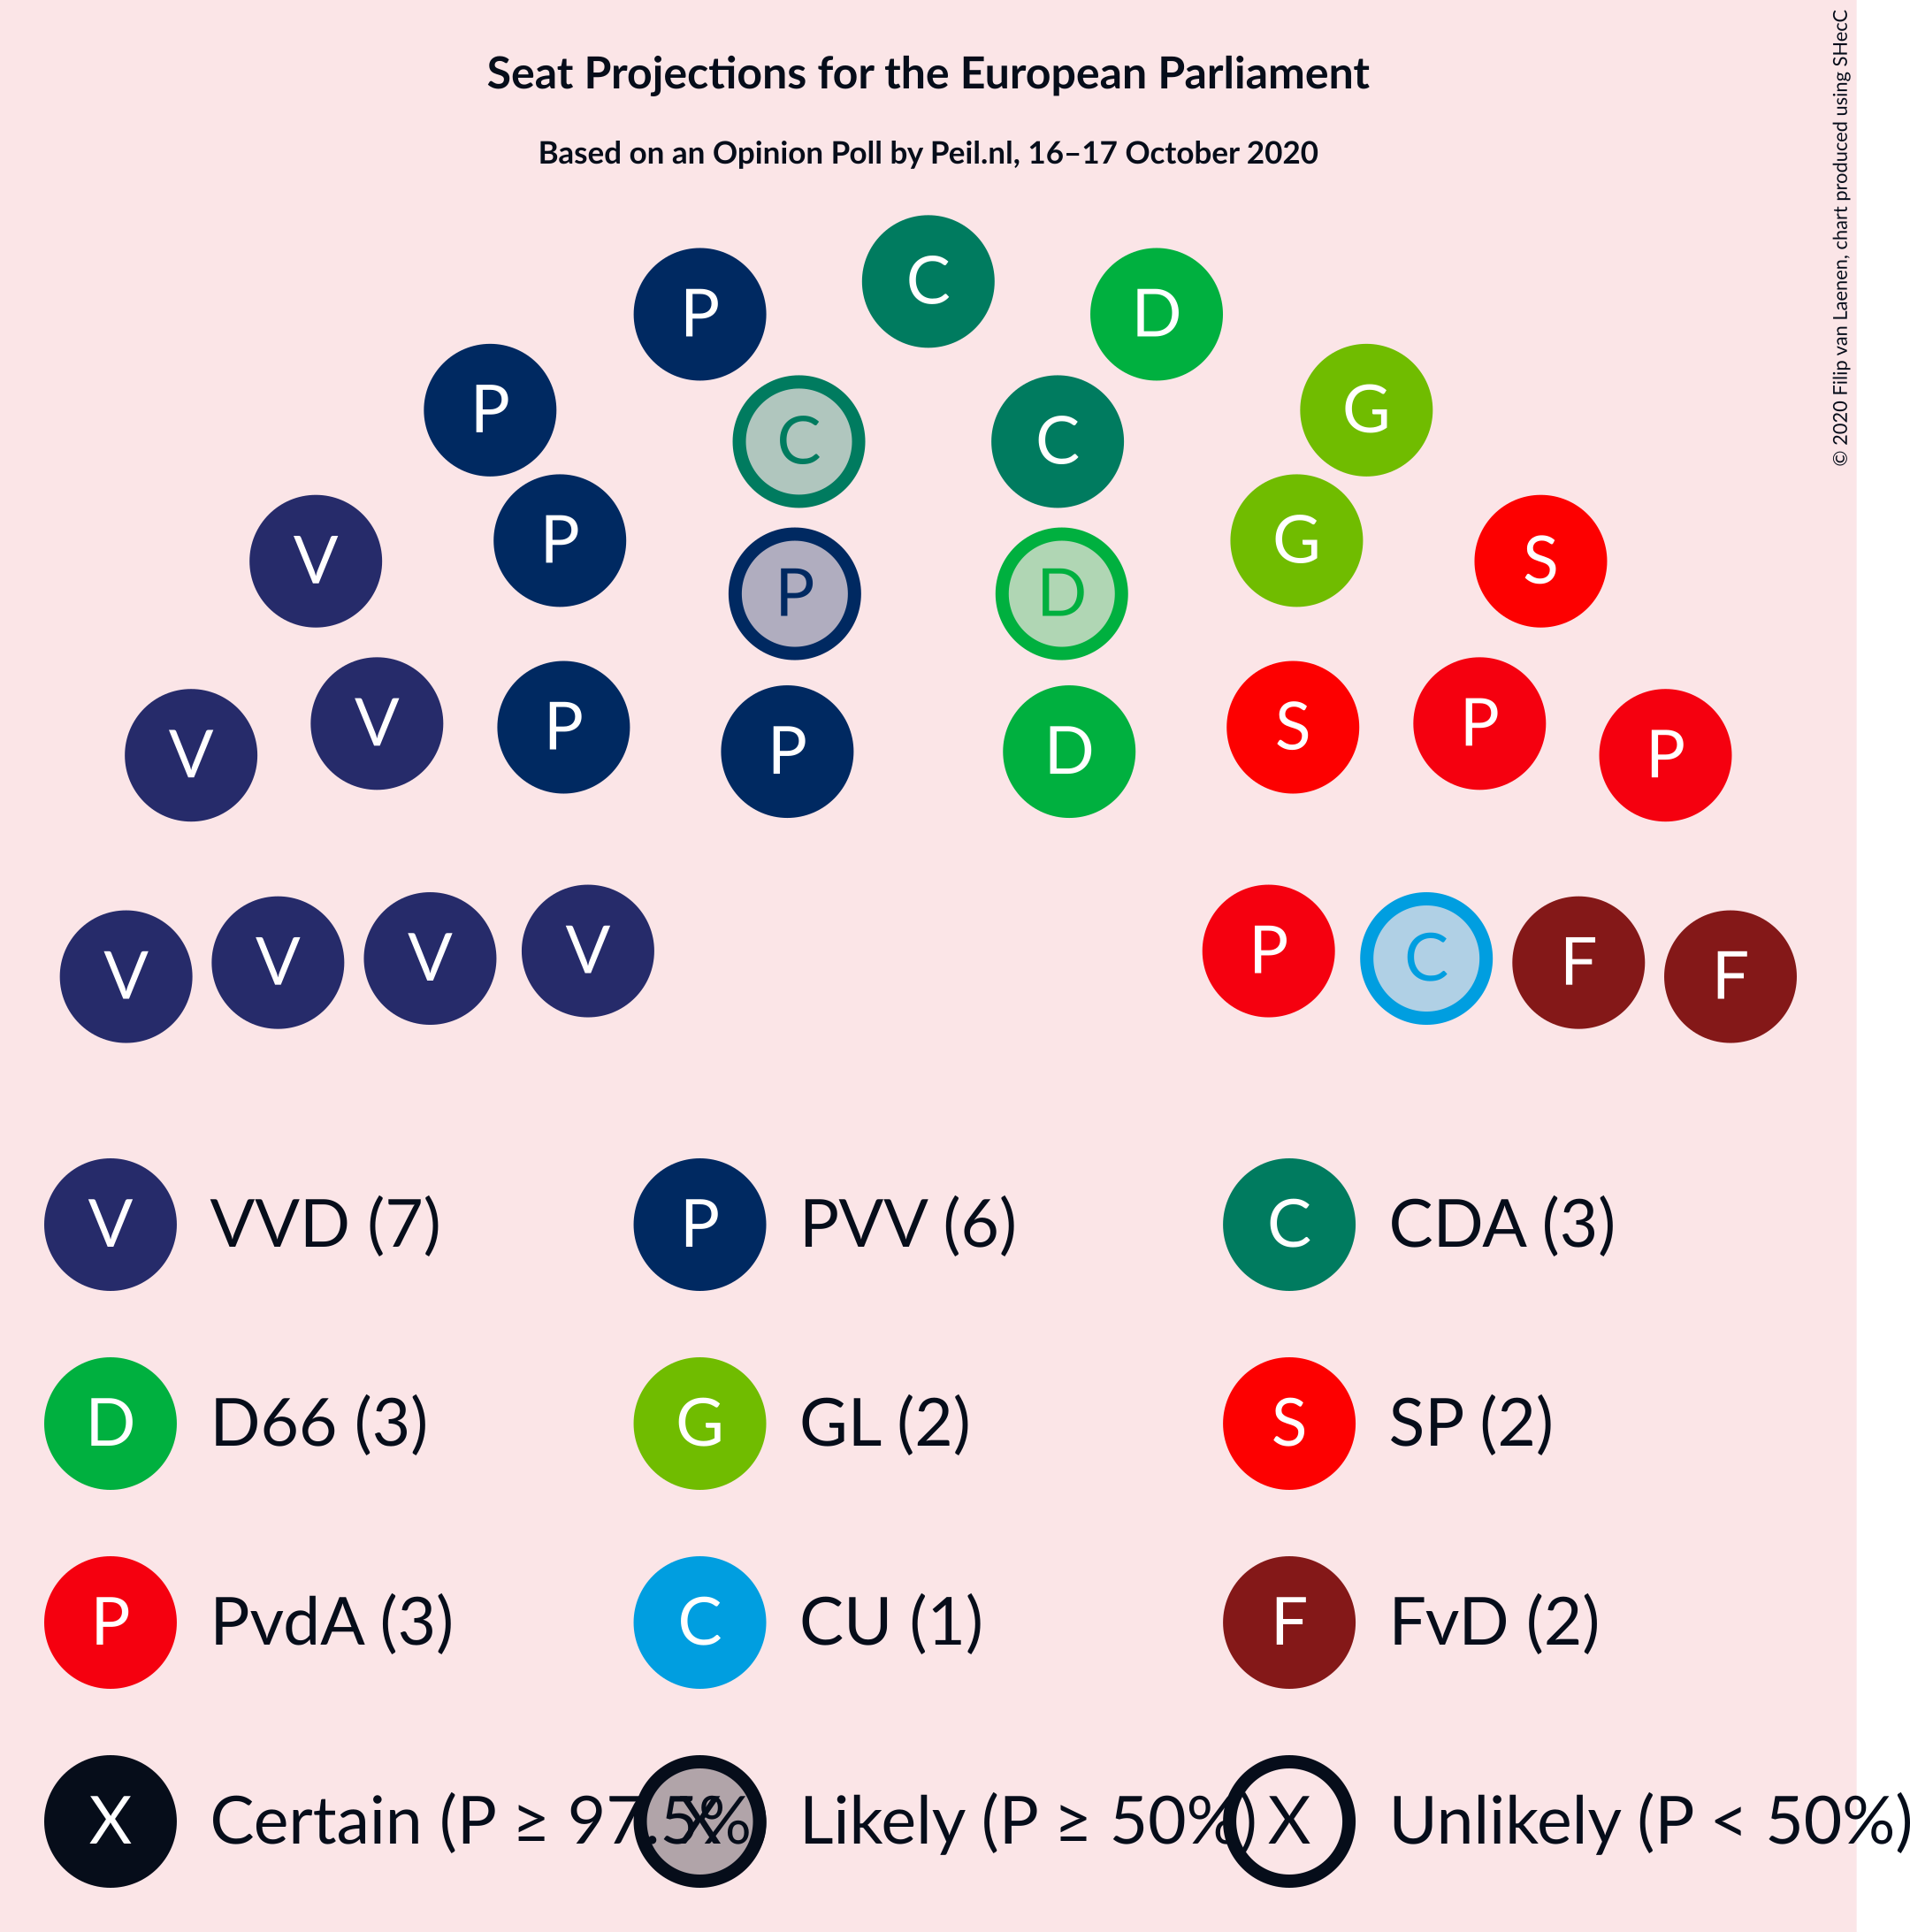 Seat Projections for the European Parliament
Based on an Opinion Poll by Peil.nl, 16–17 October 2020
© 2020 Filip van Laenen, chart produced using SHecC
C
P D
P G
C C
V P G S
P D
V V P P D S P P
V V V V P C F F
V VVD (7) P PVV (6) C CDA (3)
D D66 (3) G GL (2) S SP (2)
P PvdA (3) C CU (1) F FvD (2)
X Certain (P ≥ 97.5%) X Likely (P ≥ 50%) X Unlikely (P < 50%)